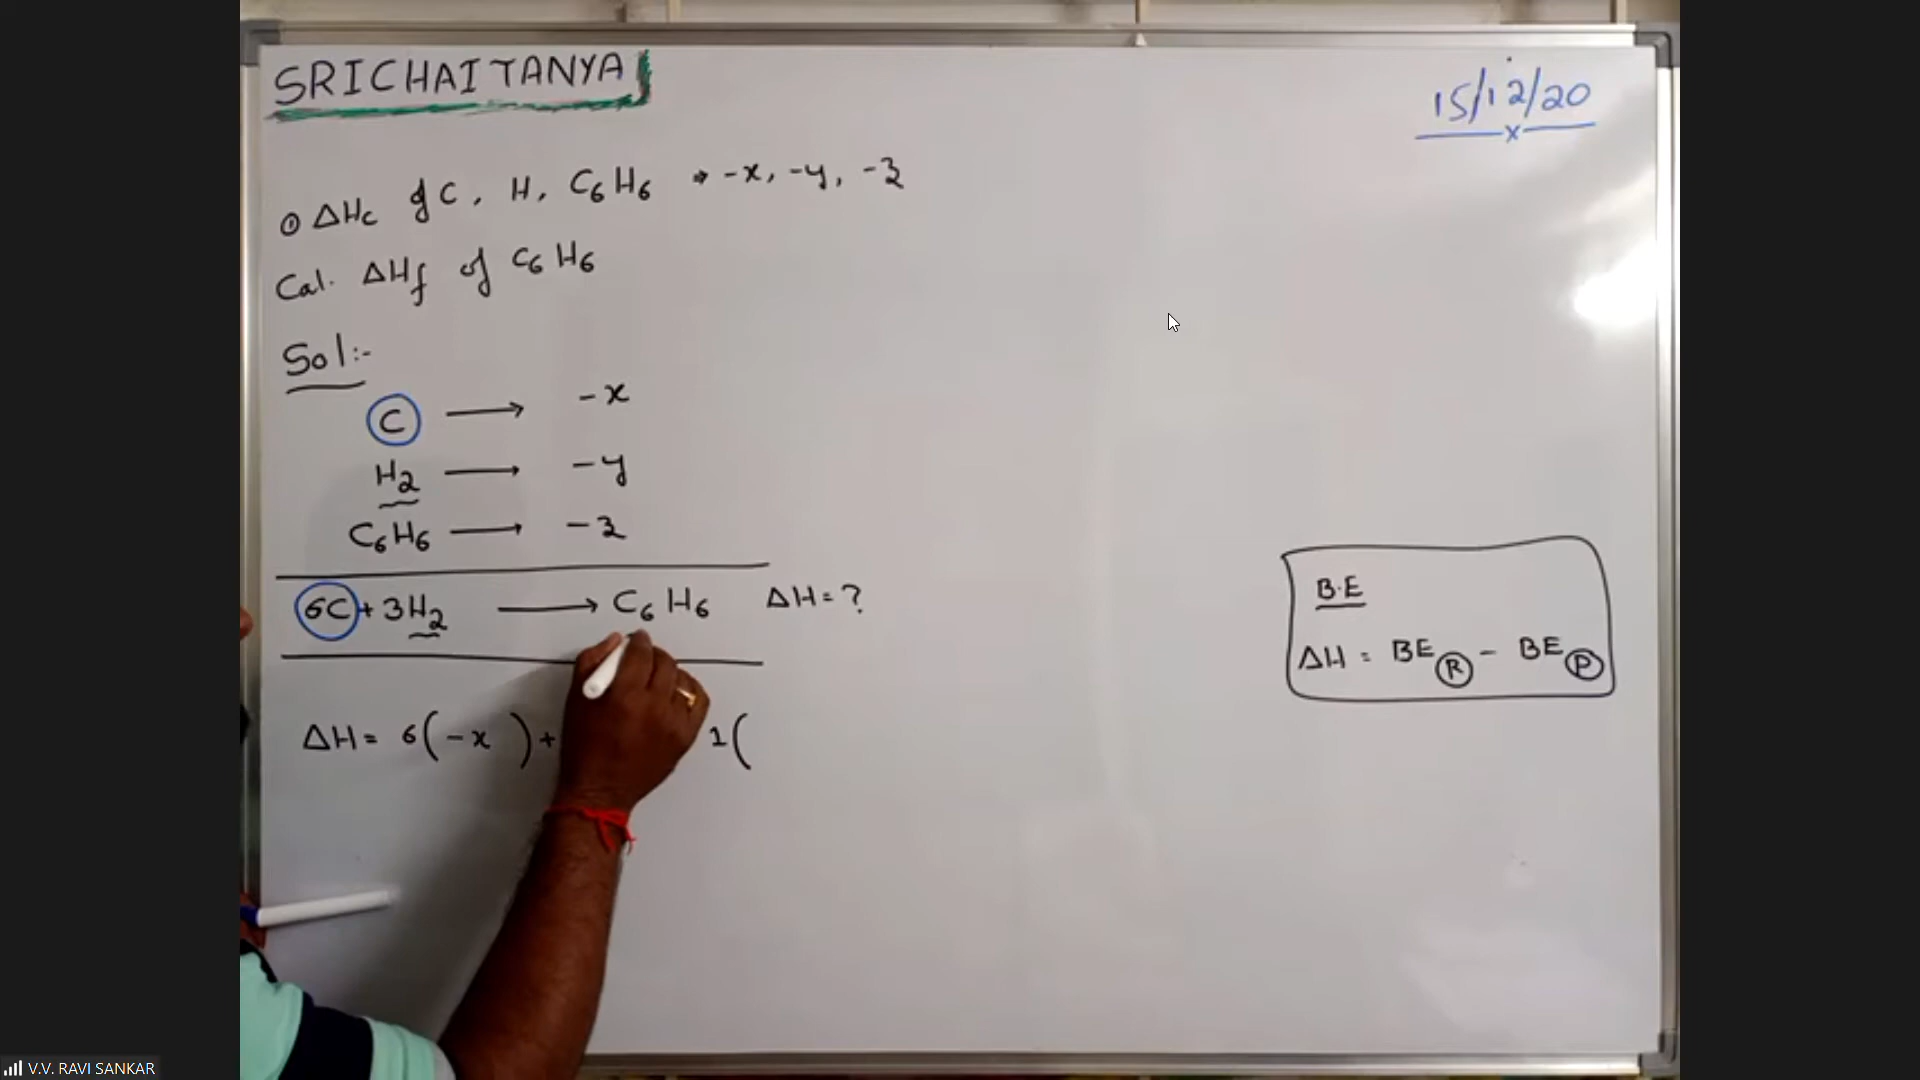 SRICHAITANYA
15/12/20
① ΔHc of C, H, C6H6 → -x, -y, -z
Cal. ΔHf of C6H6
Sol:-
C → -x
H2 → -y
C6H6 → -z
6C + 3H2 → C6H6 ΔH = ?
ΔH = 6(-x) + 1(
B.E
ΔH = BE R - BE P
V.V. RAVI SANKAR